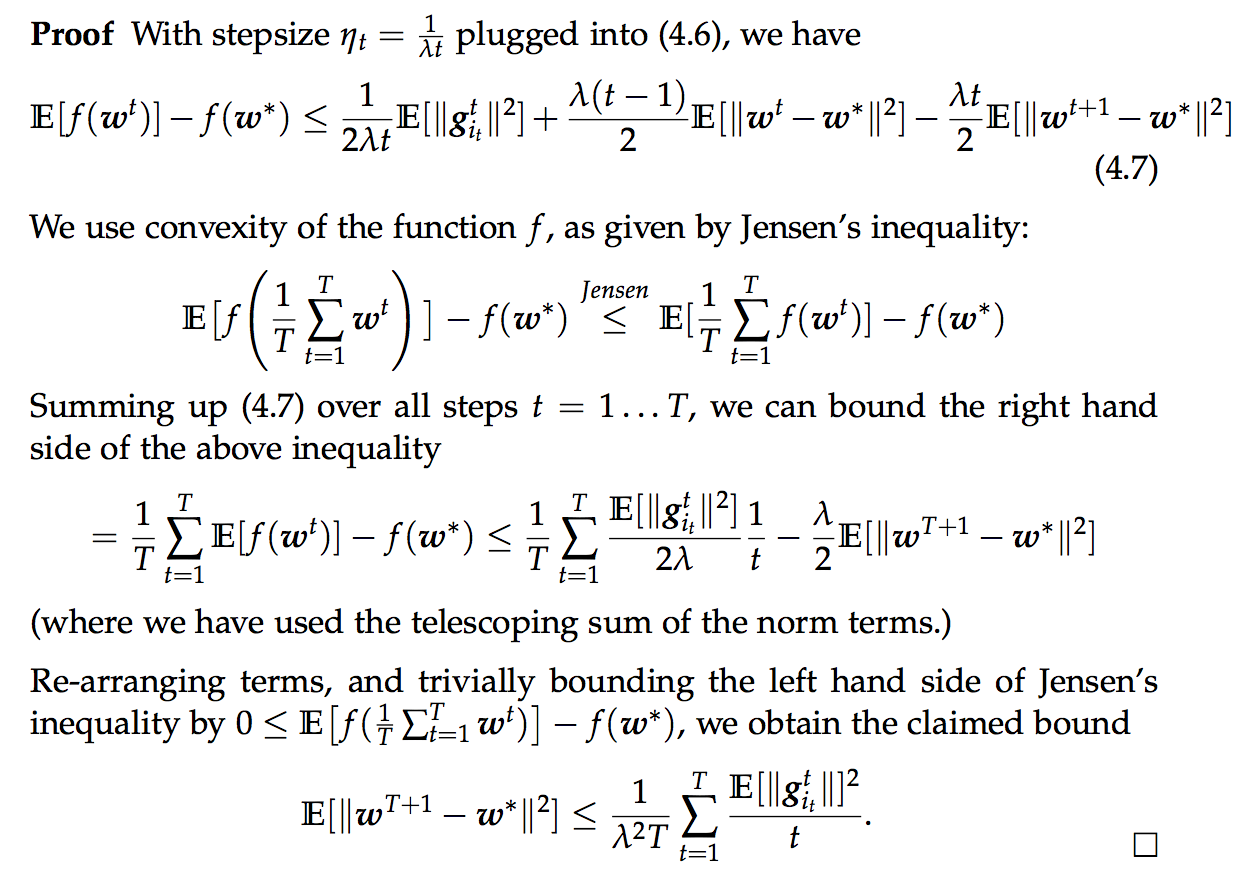 Proof With stepsize $\eta_t = \frac{1}{\lambda t}$ plugged into (4.6), we have
$\mathbb{E}[f(\boldsymbol{w}^t)] - f(\boldsymbol{w}^*) \leq \frac{1}{2\lambda t}\mathbb{E}[\|\boldsymbol{g}_{i_t}^t\|^2] + \frac{\lambda(t-1)}{2}\mathbb{E}[\|\boldsymbol{w}^t - \boldsymbol{w}^*\|^2] - \frac{\lambda t}{2}\mathbb{E}[\|\boldsymbol{w}^{t+1} - \boldsymbol{w}^*\|^2]$
(4.7)
We use convexity of the function $f$, as given by Jensen's inequality:
$\mathbb{E}[f\left(\frac{1}{T}\sum_{t=1}^{T} \boldsymbol{w}^t\right)] - f(\boldsymbol{w}^*) \overset{Jensen}{\leq} \mathbb{E}[\frac{1}{T}\sum_{t=1}^{T} f(\boldsymbol{w}^t)] - f(\boldsymbol{w}^*)$
Summing up (4.7) over all steps $t = 1 \ldots T$, we can bound the right hand
side of the above inequality
$= \frac{1}{T}\sum_{t=1}^{T} \mathbb{E}[f(\boldsymbol{w}^t)] - f(\boldsymbol{w}^*) \leq \frac{1}{T}\sum_{t=1}^{T} \frac{\mathbb{E}[\|\boldsymbol{g}_{i_t}^t\|^2]}{2\lambda}\frac{1}{t} - \frac{\lambda}{2}\mathbb{E}[\|\boldsymbol{w}^{T+1} - \boldsymbol{w}^*\|^2]$
(where we have used the telescoping sum of the norm terms.)
Re-arranging terms, and trivially bounding the left hand side of Jensen's
inequality by $0 \leq \mathbb{E}[f(\frac{1}{T}\sum_{t=1}^{T} \boldsymbol{w}^t)] - f(\boldsymbol{w}^*)$, we obtain the claimed bound
$\mathbb{E}[\|\boldsymbol{w}^{T+1} - \boldsymbol{w}^*\|^2] \leq \frac{1}{\lambda^2 T}\sum_{t=1}^{T} \frac{\mathbb{E}[\|\boldsymbol{g}_{i_t}^t\|]^2}{t}.$
□